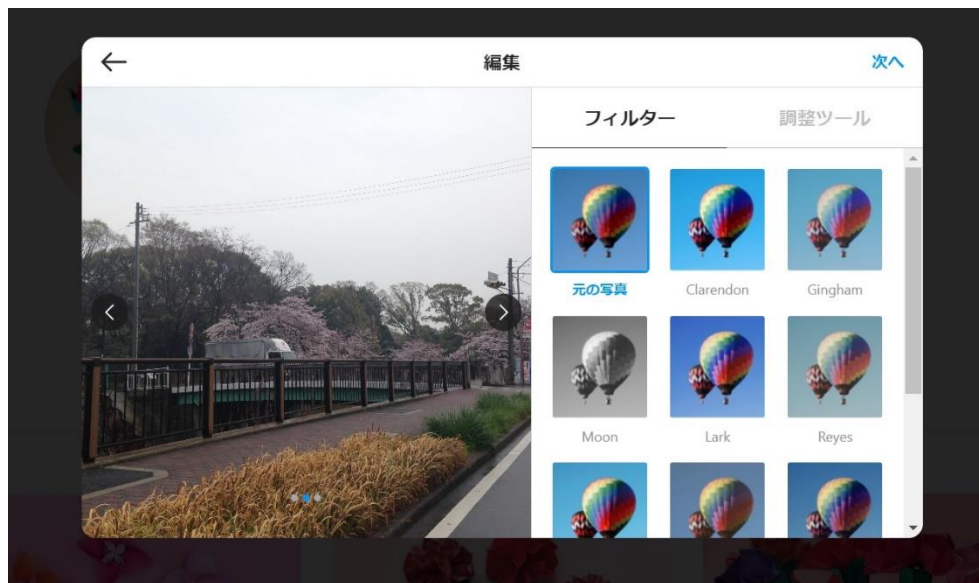 編集
次へ
フィルター
調整ツール
元の写真
Clarendon
Gingham
Moon
Lark
Reyes